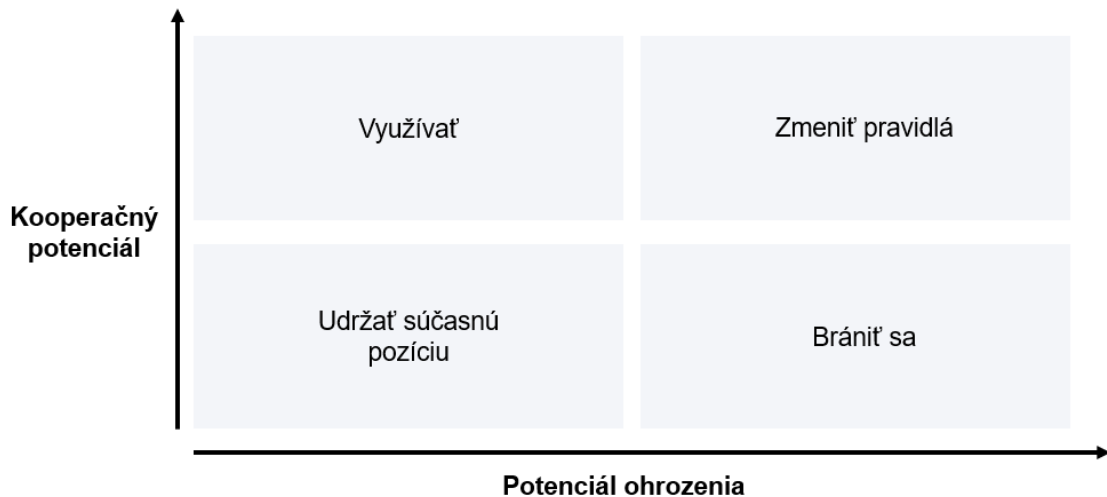 Využívať
Zmeniť pravidlá
Kooperačný
potenciál
Udržať súčasnú
pozíciu
Brániť sa
Potenciál ohrozenia